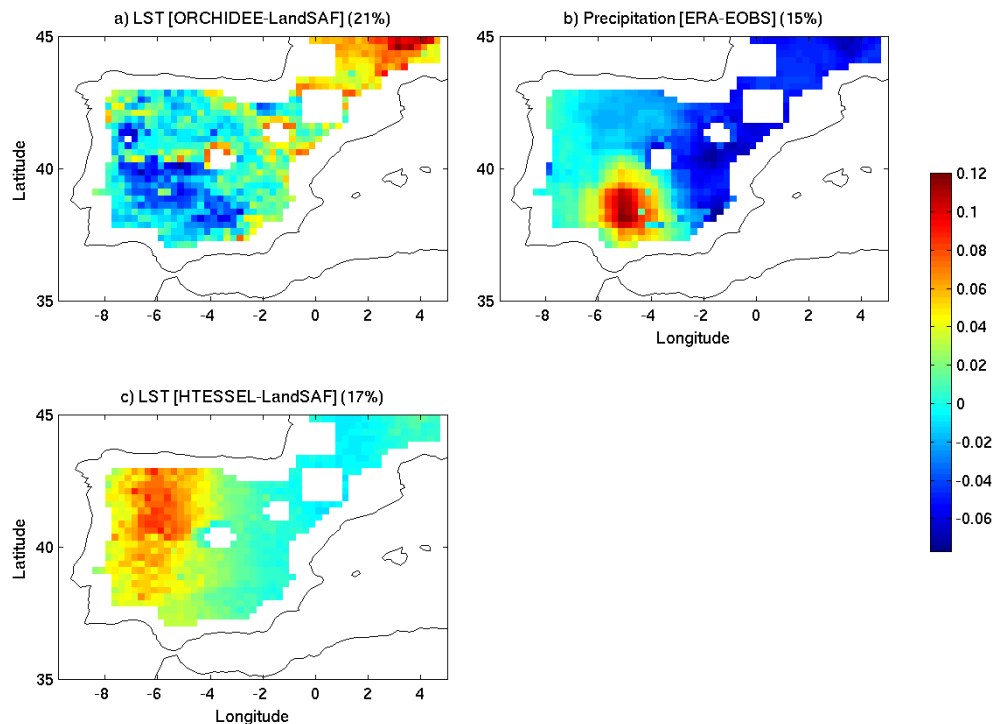 a) LST [ORCHIDEE-LandSAF] (21%)
45
40
35
Latitude
-8 -6 -4 -2 0 2 4
Longitude
b) Precipitation [ERA-EOBS] (15%)
45
40
35
-8 -6 -4 -2 0 2 4
Longitude
c) LST [HTESSEL-LandSAF] (17%)
45
40
35
Latitude
-8 -6 -4 -2 0 2 4
Longitude
0.12
0.1
0.08
0.06
0.04
0.02
0
-0.02
-0.04
-0.06